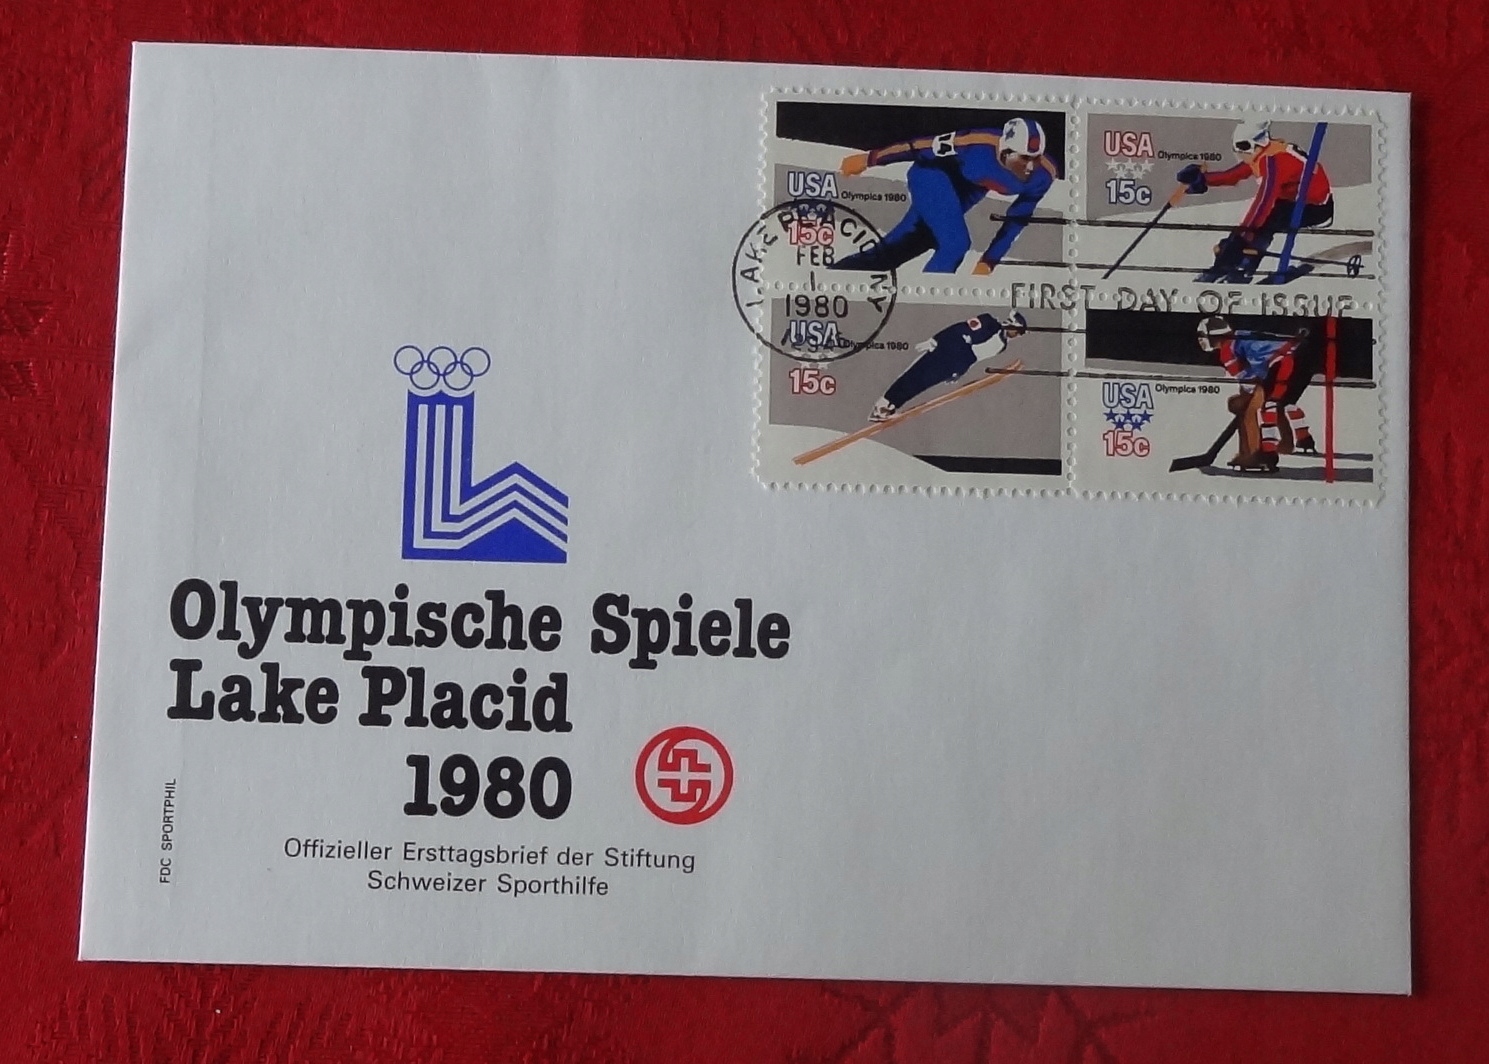 USA
Olympics 1980
15c
USA
Olympics 1980
15c
LAKE PLACID NY
FEB
1
1980
FIRST DAY OF ISSUE
USA
Olympics 1980
15c
USA
Olympics 1980
15c
14
Olympische Spiele
Lake Placid
1980
Offizieller Ersttagsbrief der Stiftung
Schweizer Sporthilfe
FDC SPORTPHIL